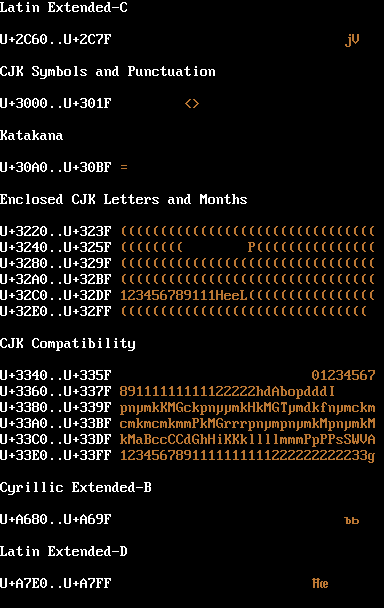 Latin Extended-C
U+2C60..U+2C7F jV
CJK Symbols and Punctuation
U+3000..U+301F <>
Katakana
U+30A0..U+30BF =
Enclosed CJK Letters and Months
U+3220..U+323F ((((((((((((((((((((((((((((((((
U+3240..U+325F (((((((( P(((((((((((((((
U+3280..U+329F ((((((((((((((((((((((((((((((((
U+32A0..U+32BF ((((((((((((((((((((((((((((((((
U+32C0..U+32DF 123456789111HeeL((((((((((((((((
U+32E0..U+32FF (((((((((((((((((((((((((((((((
CJK Compatibility
U+3340..U+335F 01234567
U+3360..U+337F 89111111111122222hdAbopdddI
U+3380..U+339F pnμmkKMGckpnμμmkHkMGTμmdkfnμmckm
U+33A0..U+33BF cmkmcmkmmPkMGrrrpnμmpnμmkMpnμmkM
U+33C0..U+33DF kMaBccCCdGhHiKKkllllmmmPpPPsSWVA
U+33E0..U+33FF 1234567891111111111222222222233g
Cyrillic Extended-B
U+A680..U+A69F ъь
Latin Extended-D
U+A7E0..U+A7FF Ħœ